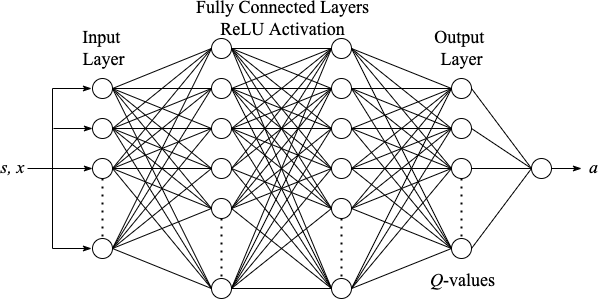 Fully Connected Layers
ReLU Activation
Input
Layer
Output
Layer
s, x
a
Q-values